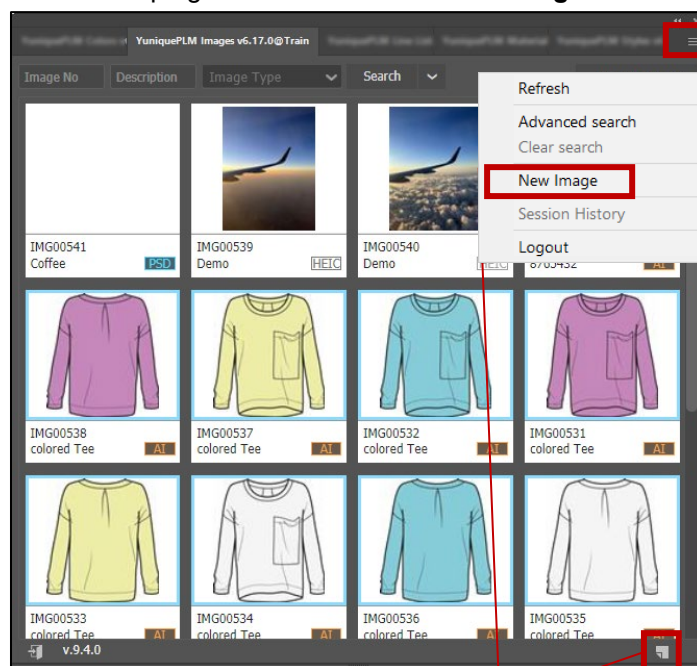 YuniquePLM Images v6.17.0@Train
Image No Description Image Type Search
Refresh
Advanced search
Clear search
New Image
Session History
Logout
IMG00541 IMG00539 IMG00540
Coffee PSD Demo HEIC Demo HEIC 8765432 AI
IMG00538 IMG00537 IMG00532 IMG00531
colored Tee AI colored Tee AI colored Tee AI colored Tee AI
IMG00533 IMG00534 IMG00536 IMG00535
colored Tee AI colored Tee AI colored Tee AI colored Tee AI
v.9.4.0